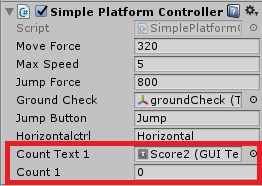 Simple Platform Controller
Script SimplePlatform
Move Force 320
Max Speed 5
Jump Force 800
Ground Check groundCheck (T
Jump Button Jump
Horizontalctrl Horizontal
Count Text 1 Score2 (GUI Te
Count 1 0